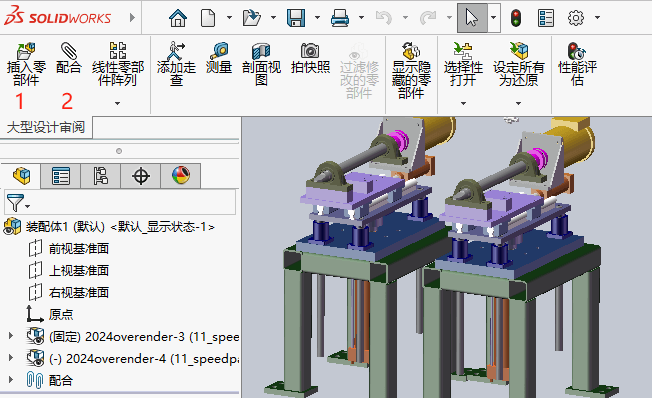 SOLIDWORKS
插入零部件
配合
线性零部件阵列
添加走查
测量
剖面视图
拍快照
过滤修改的零部件
显示隐藏的零部件
选择性打开
设定所有为还原
性能评估
1
2
大型设计审阅
装配体1 (默认) <默认_显示状态-1>
前视基准面
上视基准面
右视基准面
原点
(固定) 2024overender-3 (11_speed
(-) 2024overender-4 (11_speedp
配合